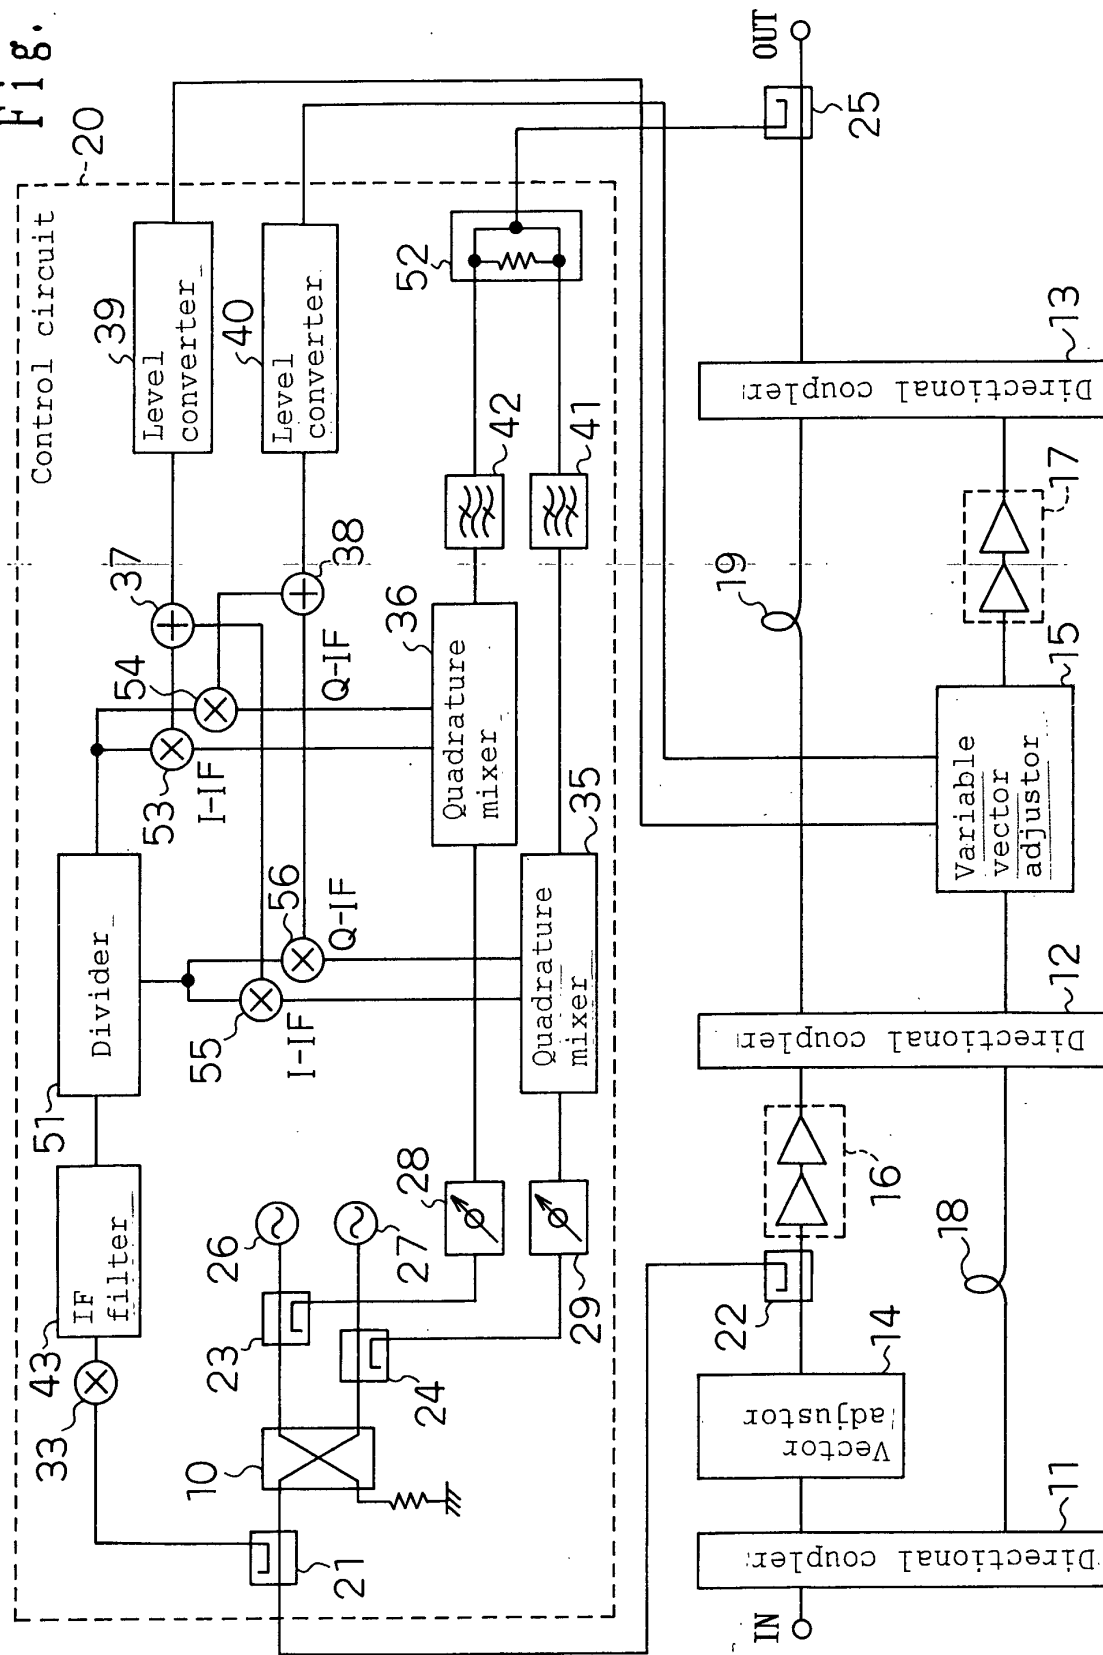 Fig.
20
Control circuit
39
Level
converter
40
Level
converter
37
38
54
53
I-IF
Q-IF
51
Divider
56
55
I-IF
Q-IF
43
IF
filter
33
26
27
23
24
10
21
28
29
36
Quadrature
mixer
35
Quadrature
mixer
42
41
52
25
OUT
13
Directional coupler
17
19
15
Variable
vector
adjustor
12
Directional coupler
16
18
22
14
Vector
adjustor
11
Directional coupler
IN